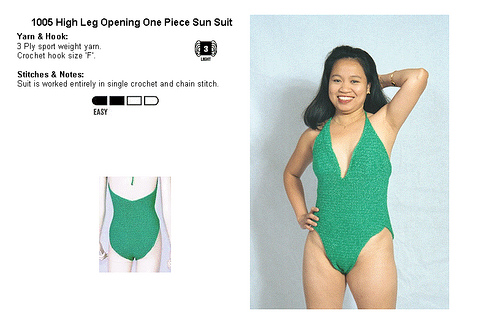 1005 High Leg Opening One Piece Sun Suit
Yarn & Hook:
3 Ply sport weight yarn.
Crochet hook size 'F'.
3
LIGHT
Stitches & Notes:
Suit is worked entirely in single crochet and chain stitch.
EASY